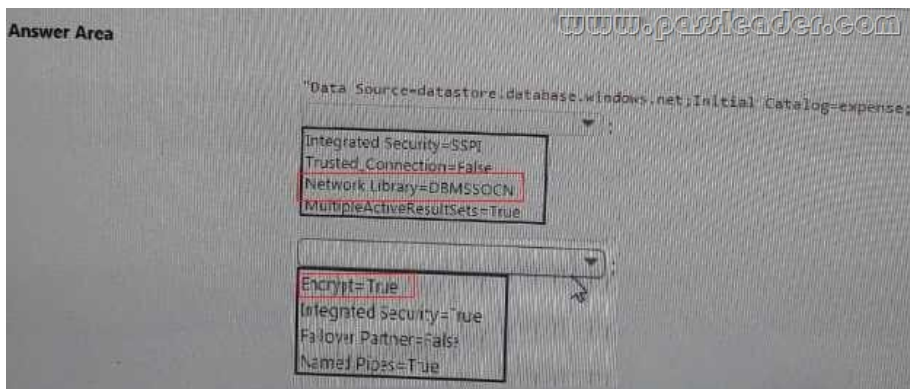 www.passleader.com
Answer Area
"Data Source=datastore.database.windows.net;Initial Catalog=expense;
;
Integrated Security=SSPI
Trusted_Connection=False
Network Library=DBMSSOCN
MultipleActiveResultSets=True
;
Encrypt=True
Integrated Security=True
Failover Partner=False
Named Pipes=True